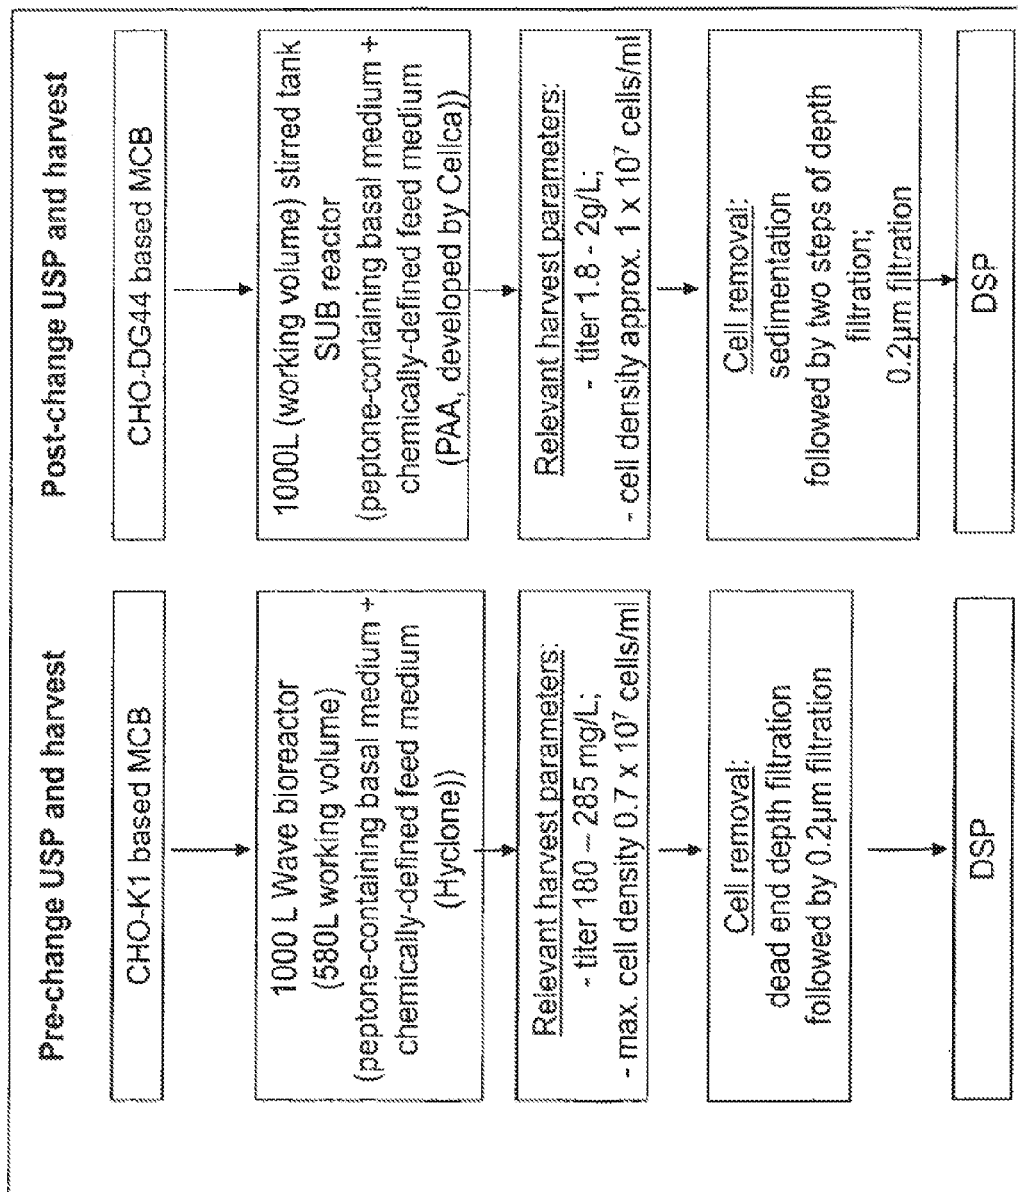 Pre-change USP and harvest
CHO-K1 based MCB
1000 L Wave bioreactor
(580L working volume)
(peptone-containing basal medium +
chemically-defined feed medium
(Hyclone))
Relevant harvest parameters:
- titer 180 – 285 mg/L;
- max. cell density 0.7 x 10⁷ cells/ml
Cell removal:
dead end depth filtration
followed by 0.2µm filtration
DSP
Post-change USP and harvest
CHO-DG44 based MCB
1000L (working volume) stirred tank
SUB reactor
(peptone-containing basal medium +
chemically-defined feed medium
(PAA, developed by Cellca))
Relevant harvest parameters:
- titer 1.8 - 2g/L;
- cell density approx. 1 x 10⁷ cells/ml
Cell removal:
sedimentation
followed by two steps of depth
filtration;
0.2µm filtration
DSP